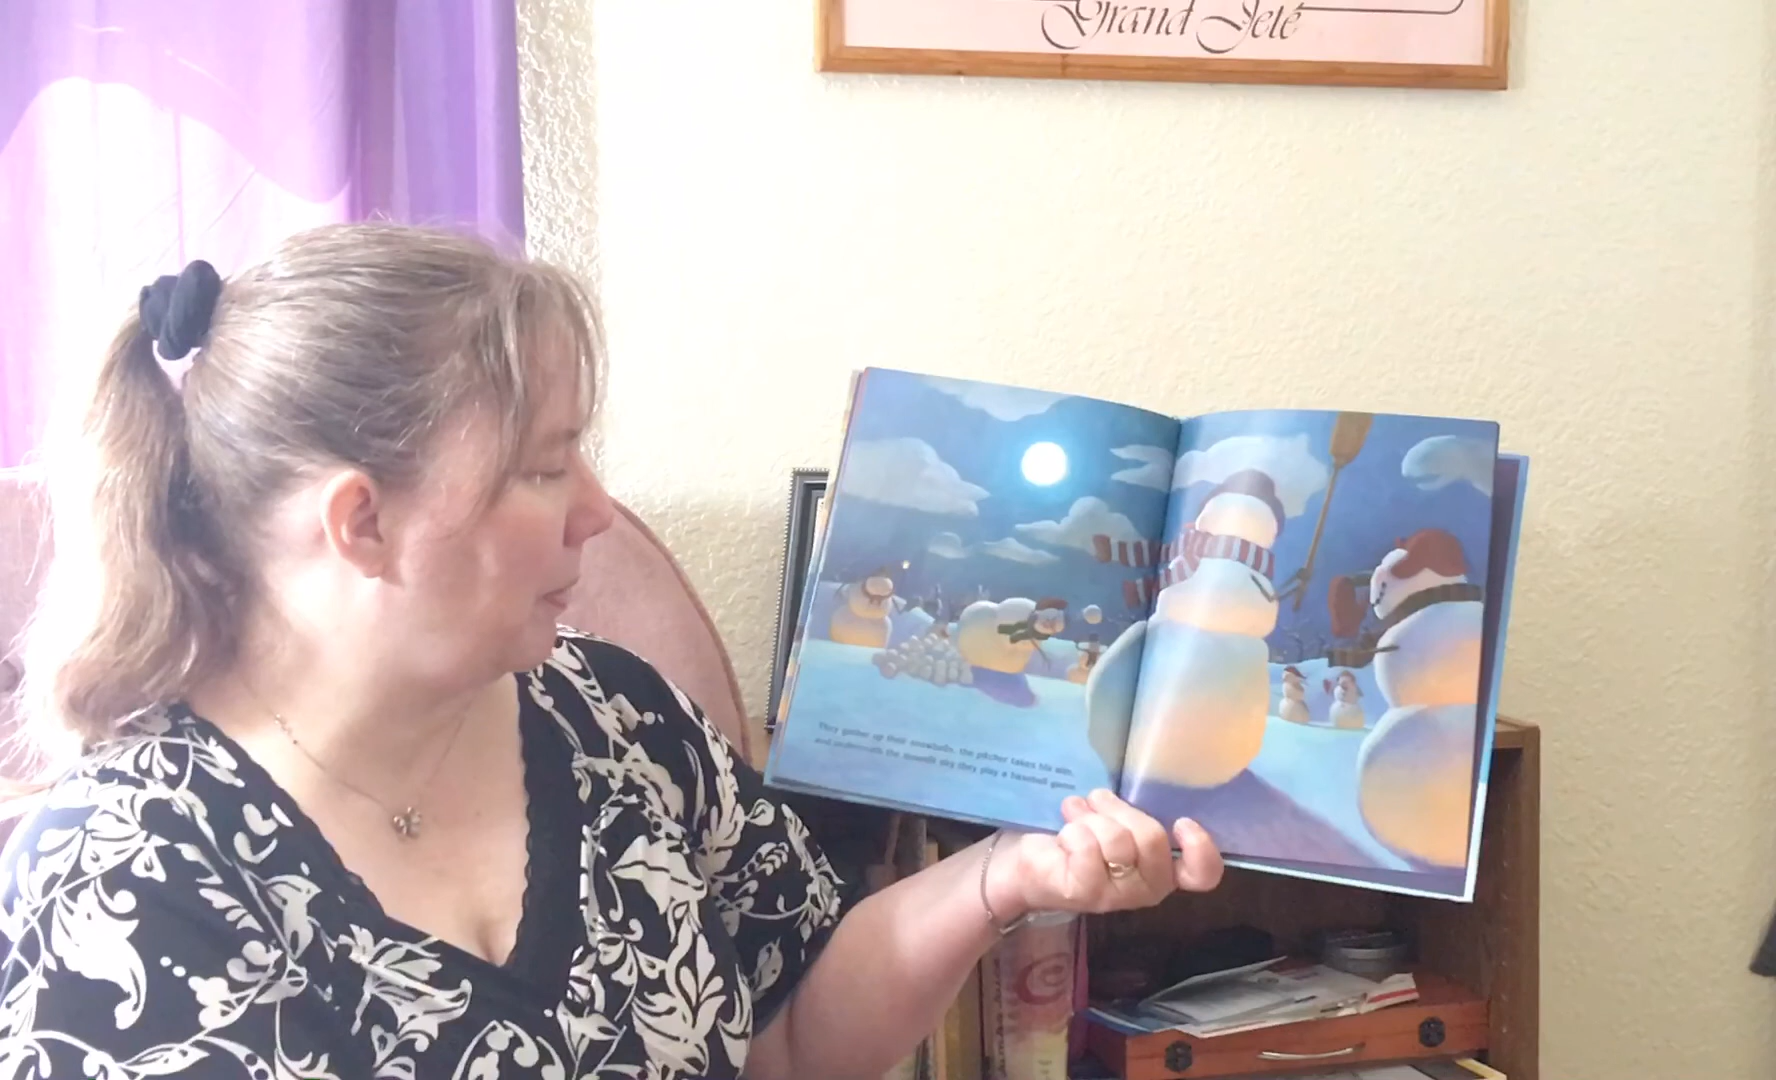 Grand Jeté
They gather up their snowballs, the pitcher takes his aim,
and underneath the moonlit sky they play a baseball game.